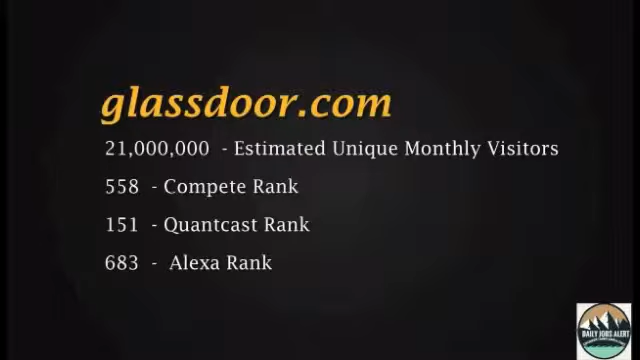 glassdoor.com
21,000,000 - Estimated Unique Monthly Visitors
558 - Compete Rank
151 - Quantcast Rank
683 - Alexa Rank
DAILY JOBS ALERT